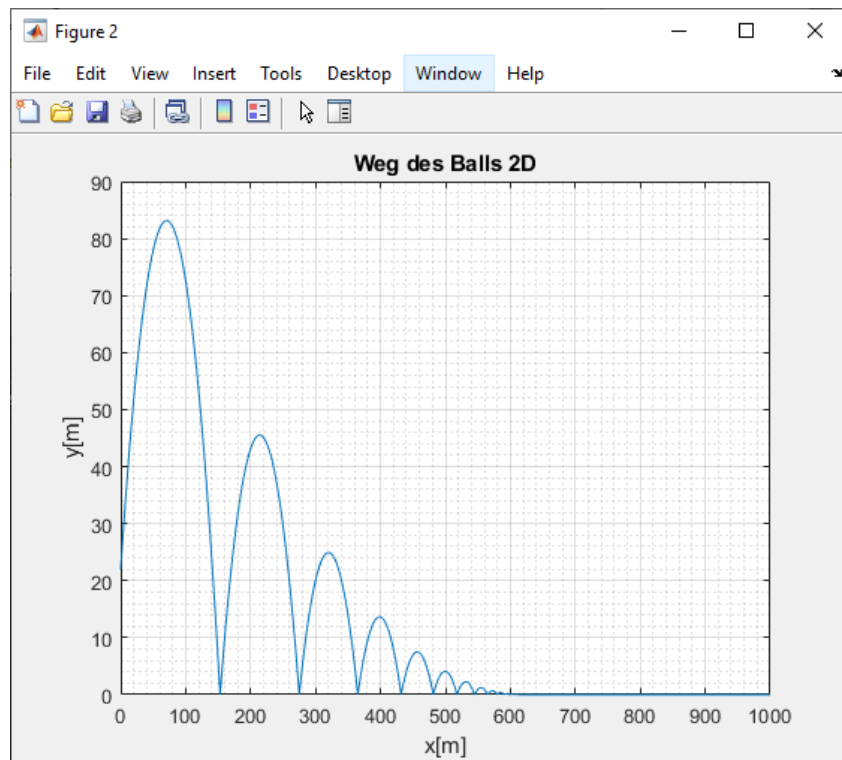 Figure 2
File Edit View Insert Tools Desktop Window Help
Weg des Balls 2D
90
80
70
60
50
40
30
20
10
0
y[m]
0 100 200 300 400 500 600 700 800 900 1000
x[m]